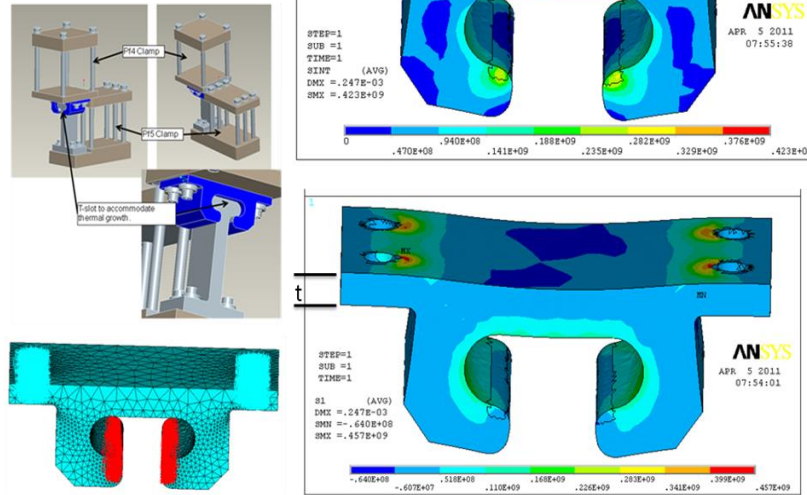 Pf4 Clamp
Pf5 Clamp
T-slot to accommodate
thermal growth.
STEP=1
SUB =1
TIME=1
SINT (AVG)
DMX =.247E-03
SMX =.423E+09
ANSYS
APR 5 2011
07:55:38
0 .940E+08 .188E+09 .282E+09 .376E+09
.470E+08 .141E+09 .235E+09 .329E+09 .423E+0
1
MX
MN
t
STEP=1
SUB =1
TIME=1
S1 (AVG)
DMX =.247E-03
SMN =-.640E+08
SMX =.457E+09
ANSYS
APR 5 2011
07:54:01
-.640E+08 .518E+08 .168E+09 .283E+09 .399E+09
-.607E+07 .110E+09 .226E+09 .341E+09 .457E+09